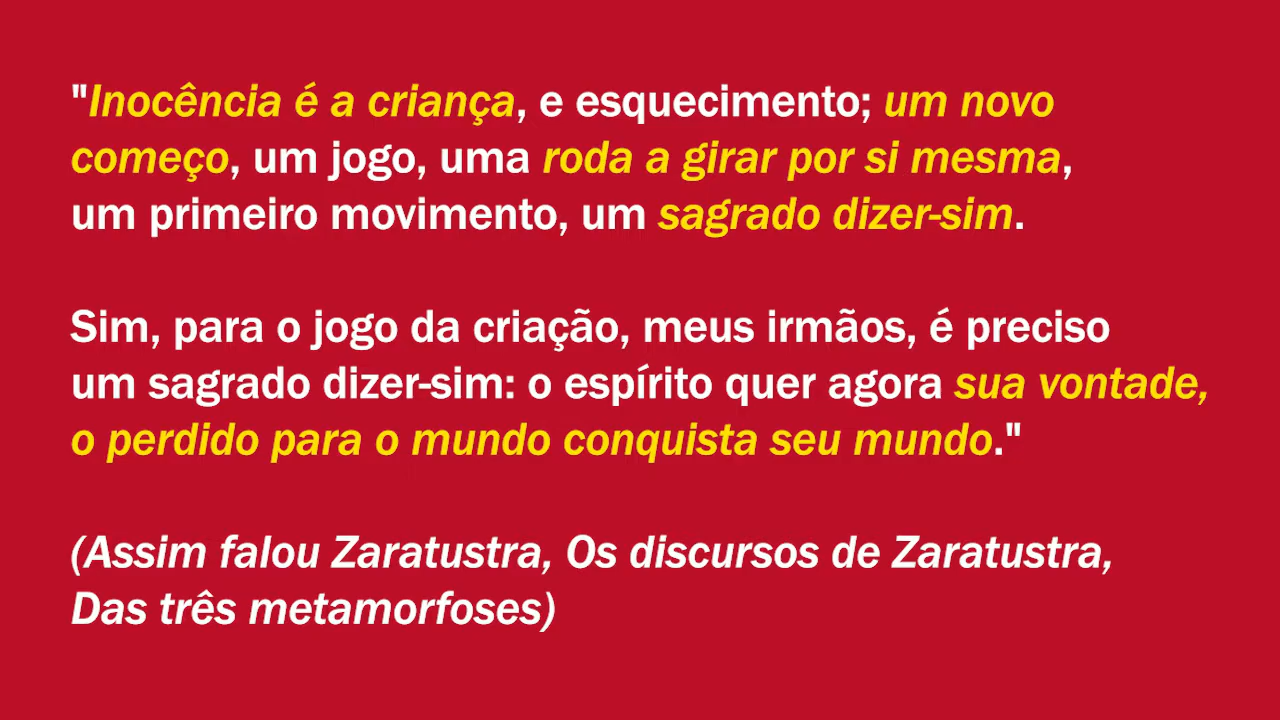 "Inocência é a criança, e esquecimento; um novo
começo, um jogo, uma roda a girar por si mesma,
um primeiro movimento, um sagrado dizer-sim.
Sim, para o jogo da criação, meus irmãos, é preciso
um sagrado dizer-sim: o espírito quer agora sua vontade,
o perdido para o mundo conquista seu mundo."
(Assim falou Zaratustra, Os discursos de Zaratustra,
Das três metamorfoses)